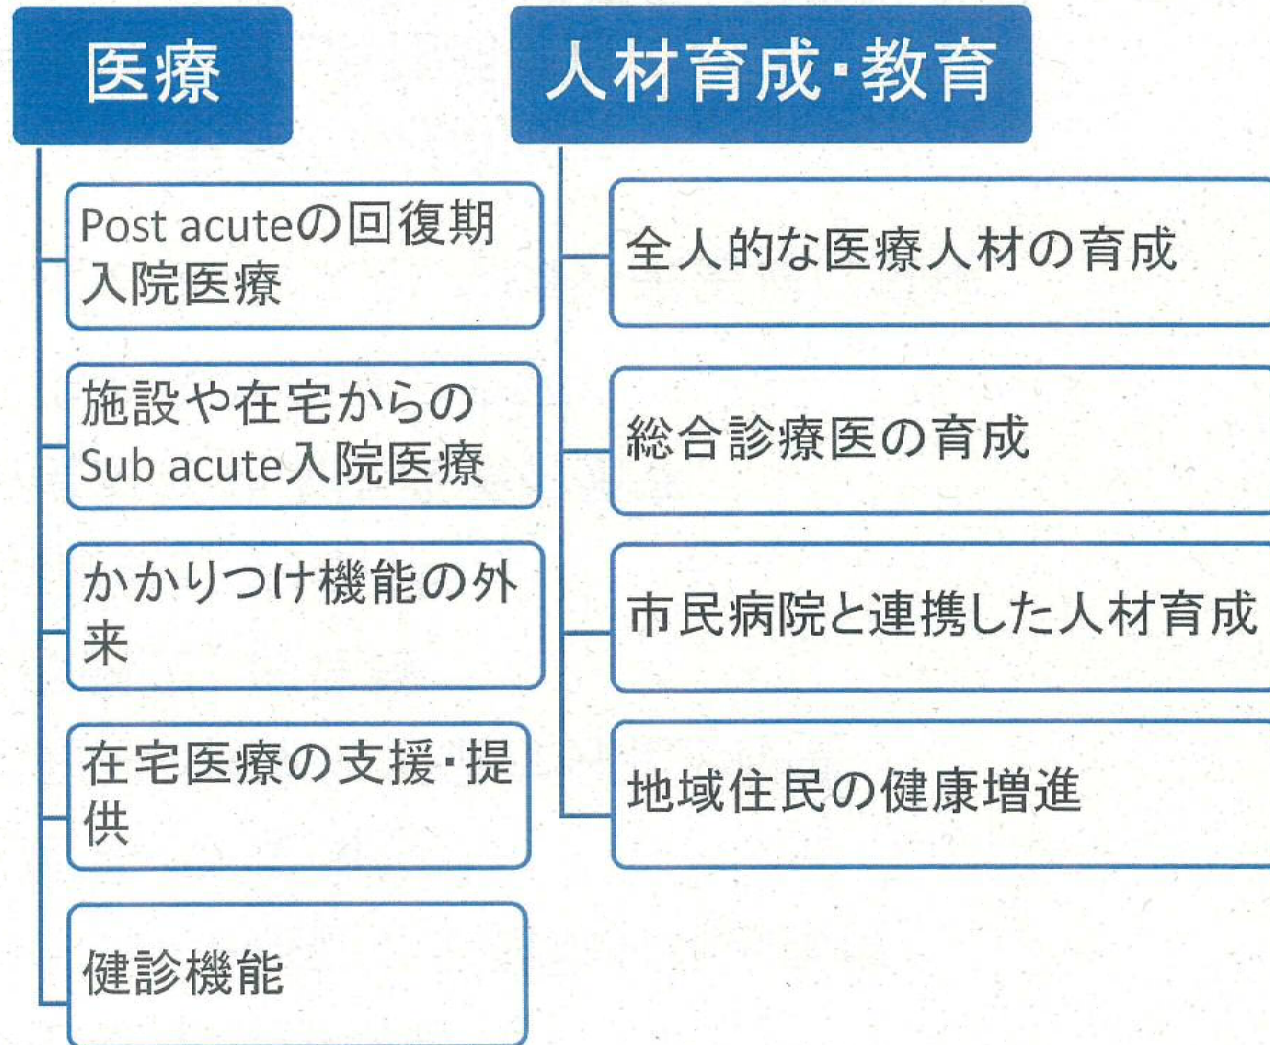 医療
Post acuteの回復期
入院医療
施設や在宅からの
Sub acute入院医療
かかりつけ機能の外
来
在宅医療の支援・提
供
健診機能
人材育成・教育
全人的な医療人材の育成
総合診療医の育成
市民病院と連携した人材育成
地域住民の健康増進